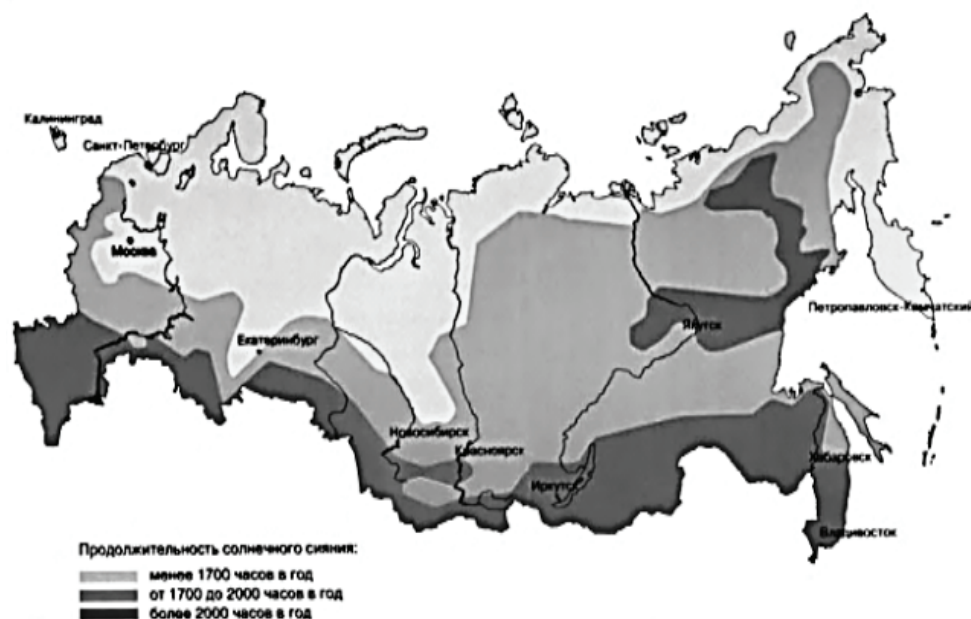 Калининград
Санкт-Петербург
Москва
Екатеринбург
Якутск
Петропавловск-Камчатский
Новосибирск
Красноярск
Иркутск
Хабаровск
Владивосток
Продолжительность солнечного сияния:
менее 1700 часов в год
от 1700 до 2000 часов в год
более 2000 часов в год